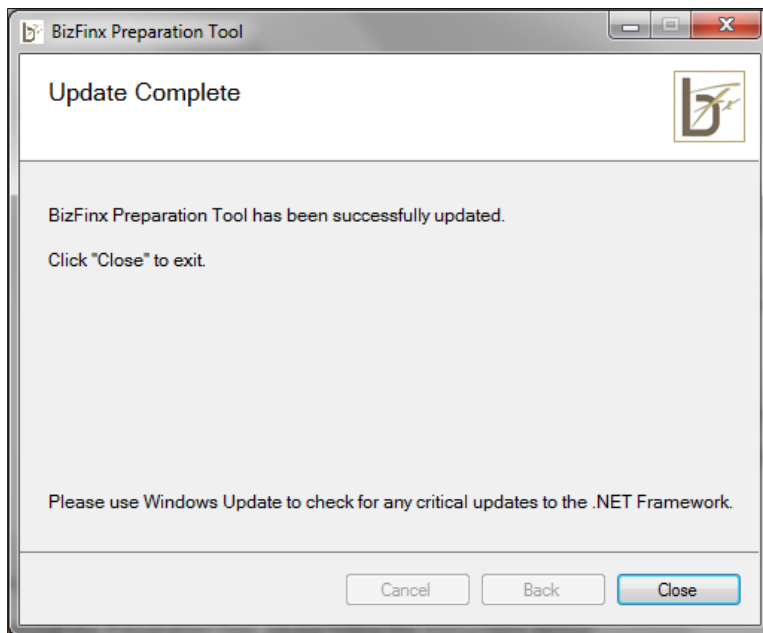 BizFinx Preparation Tool
Update Complete
BizFinx Preparation Tool has been successfully updated.
Click "Close" to exit.
Please use Windows Update to check for any critical updates to the .NET Framework.
Cancel
Back
Close